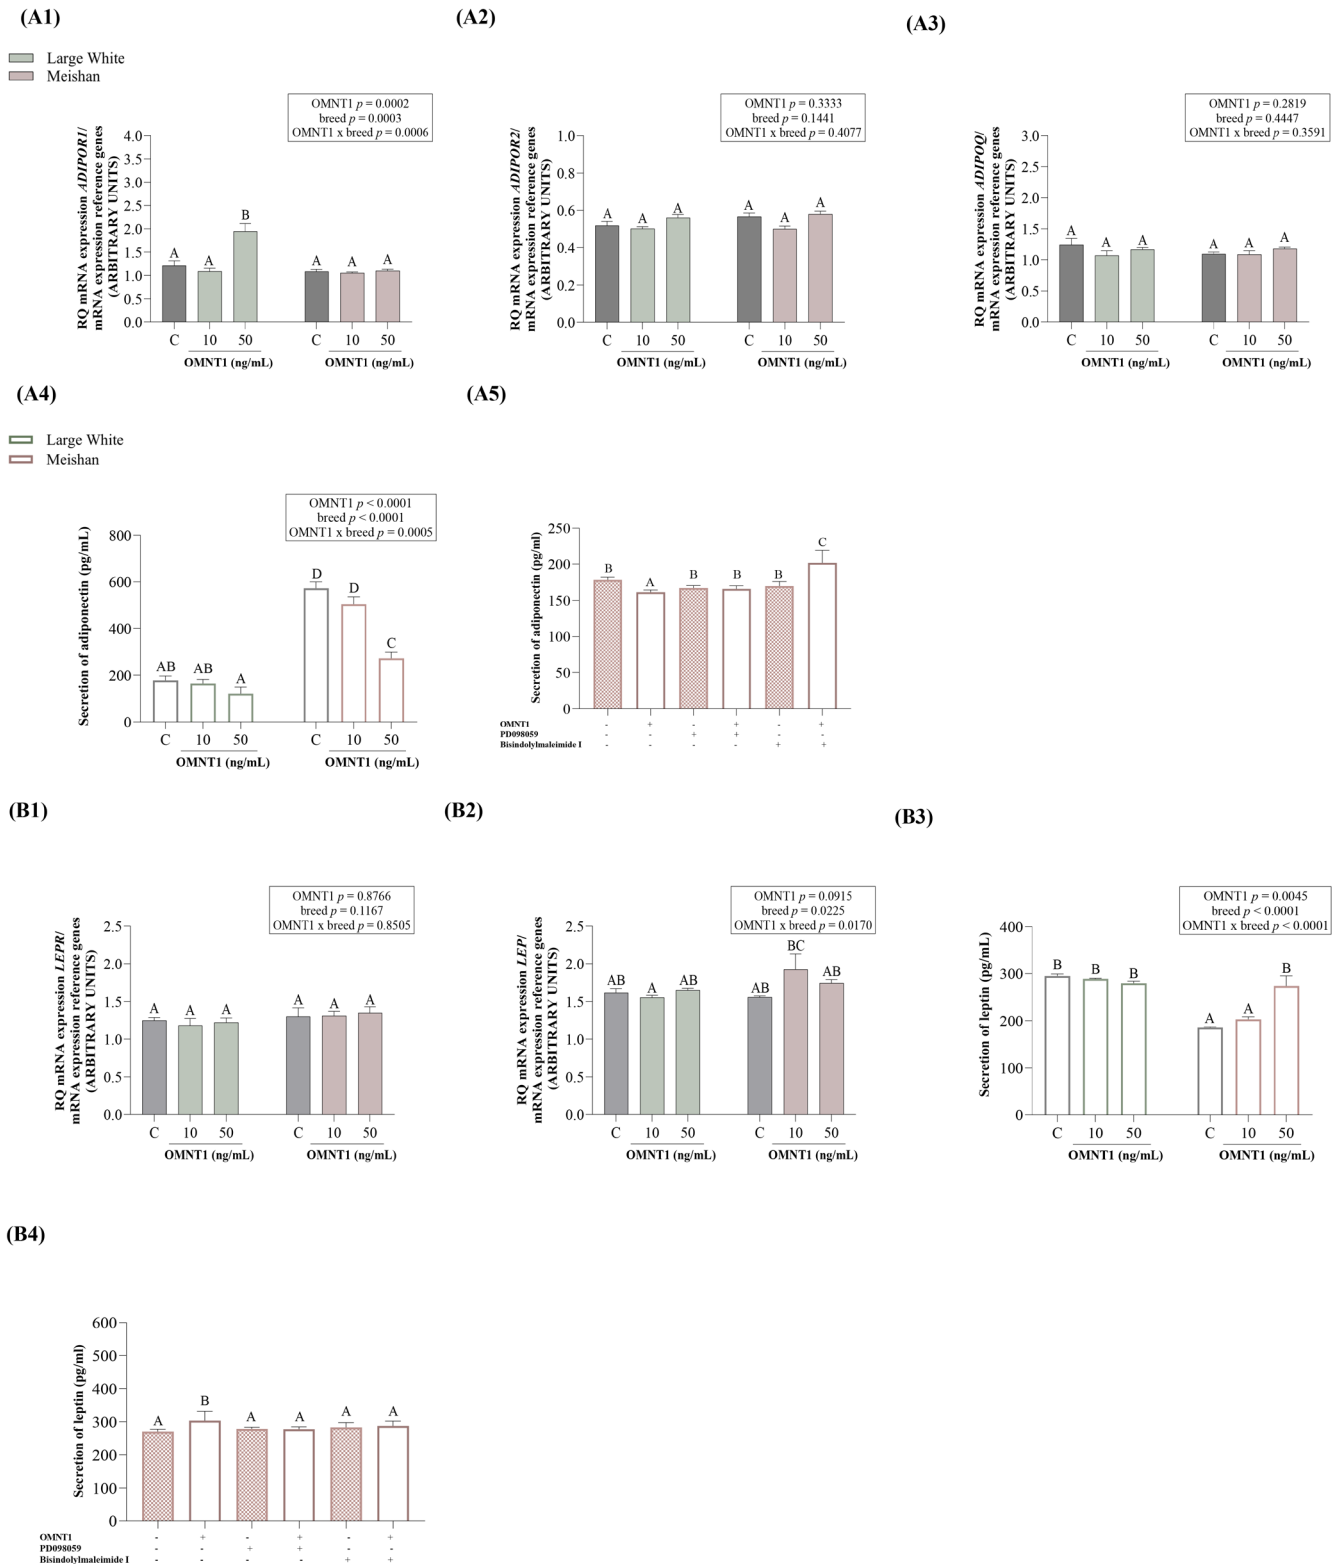 (A1)
(A2)
(A3)
Large White
Meishan
OMNT1 p = 0.0002
breed p = 0.0003
OMNT1 x breed p = 0.0006
RQ mRNA expression ADIPOR1/
mRNA expression reference genes
(ARBITRARY UNITS)
4.0
3.5
3.0
2.5
2.0
1.5
1.0
0.5
0.0
A A B A A A
C 10 50 C 10 50
OMNT1 (ng/mL) OMNT1 (ng/mL)
OMNT1 p = 0.3333
breed p = 0.1441
OMNT1 x breed p = 0.4077
RQ mRNA expression ADIPOR2/
mRNA expression reference genes
(ARBITRARY UNITS)
1.0
0.8
0.6
0.4
0.2
0.0
A A A A A A
C 10 50 C 10 50
OMNT1 (ng/mL) OMNT1 (ng/mL)
OMNT1 p = 0.2819
breed p = 0.4447
OMNT1 x breed p = 0.3591
RQ mRNA expression ADIPOQ/
mRNA expression reference genes
(ARBITRARY UNITS)
3.0
2.5
2.0
1.5
1.0
0.5
0.0
A A A A A A
C 10 50 C 10 50
OMNT1 (ng/mL) OMNT1 (ng/mL)
(A4)
(A5)
Large White
Meishan
OMNT1 p < 0.0001
breed p < 0.0001
OMNT1 x breed p = 0.0005
Secretion of adiponectin (pg/mL)
800
600
400
200
0
AB AB A D D C
C 10 50 C 10 50
OMNT1 (ng/mL) OMNT1 (ng/mL)
Secretion of adiponectin (pg/ml)
250
200
150
100
50
0
B A B B B C
OMNT1 - + - + - +
PD098059 - - + + - -
Bisindolylmaleimide I - - - - + +
(B1)
(B2)
(B3)
OMNT1 p = 0.8766
breed p = 0.1167
OMNT1 x breed p = 0.8505
RQ mRNA expression LEPR/
mRNA expression reference genes
(ARBITRARY UNITS)
2.5
2.0
1.5
1.0
0.5
0.0
A A A A A A
C 10 50 C 10 50
OMNT1 (ng/mL) OMNT1 (ng/mL)
OMNT1 p = 0.0915
breed p = 0.0225
OMNT1 x breed p = 0.0170
RQ mRNA expression LEP/
mRNA expression reference genes
(ARBITRARY UNITS)
2.5
2.0
1.5
1.0
0.5
0.0
AB A AB AB BC AB
C 10 50 C 10 50
OMNT1 (ng/mL) OMNT1 (ng/mL)
OMNT1 p = 0.0045
breed p < 0.0001
OMNT1 x breed p < 0.0001
Secretion of leptin (pg/mL)
400
300
200
100
0
B B B A A B
C 10 50 C 10 50
OMNT1 (ng/mL) OMNT1 (ng/mL)
(B4)
Secretion of leptin (pg/ml)
600
500
400
300
200
100
0
A B A A A A
OMNT1 - + - + - +
PD098059 - - + + - -
Bisindolylmaleimide I - - - - + +